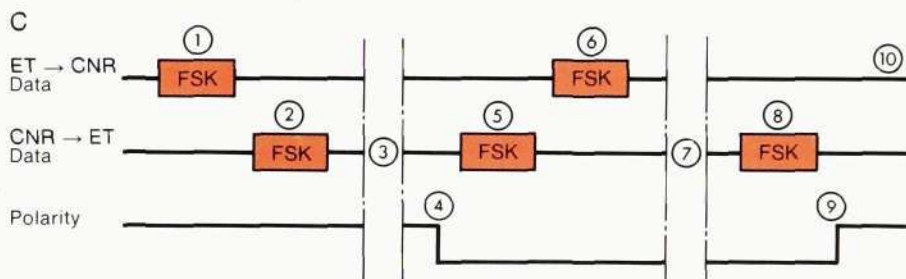 C
① ⑥ ⑩
ET → CNR
Data
FSK FSK
② ⑤ ⑧
CNR → ET
Data
FSK ③ FSK ⑦ FSK
④ ⑨
Polarity